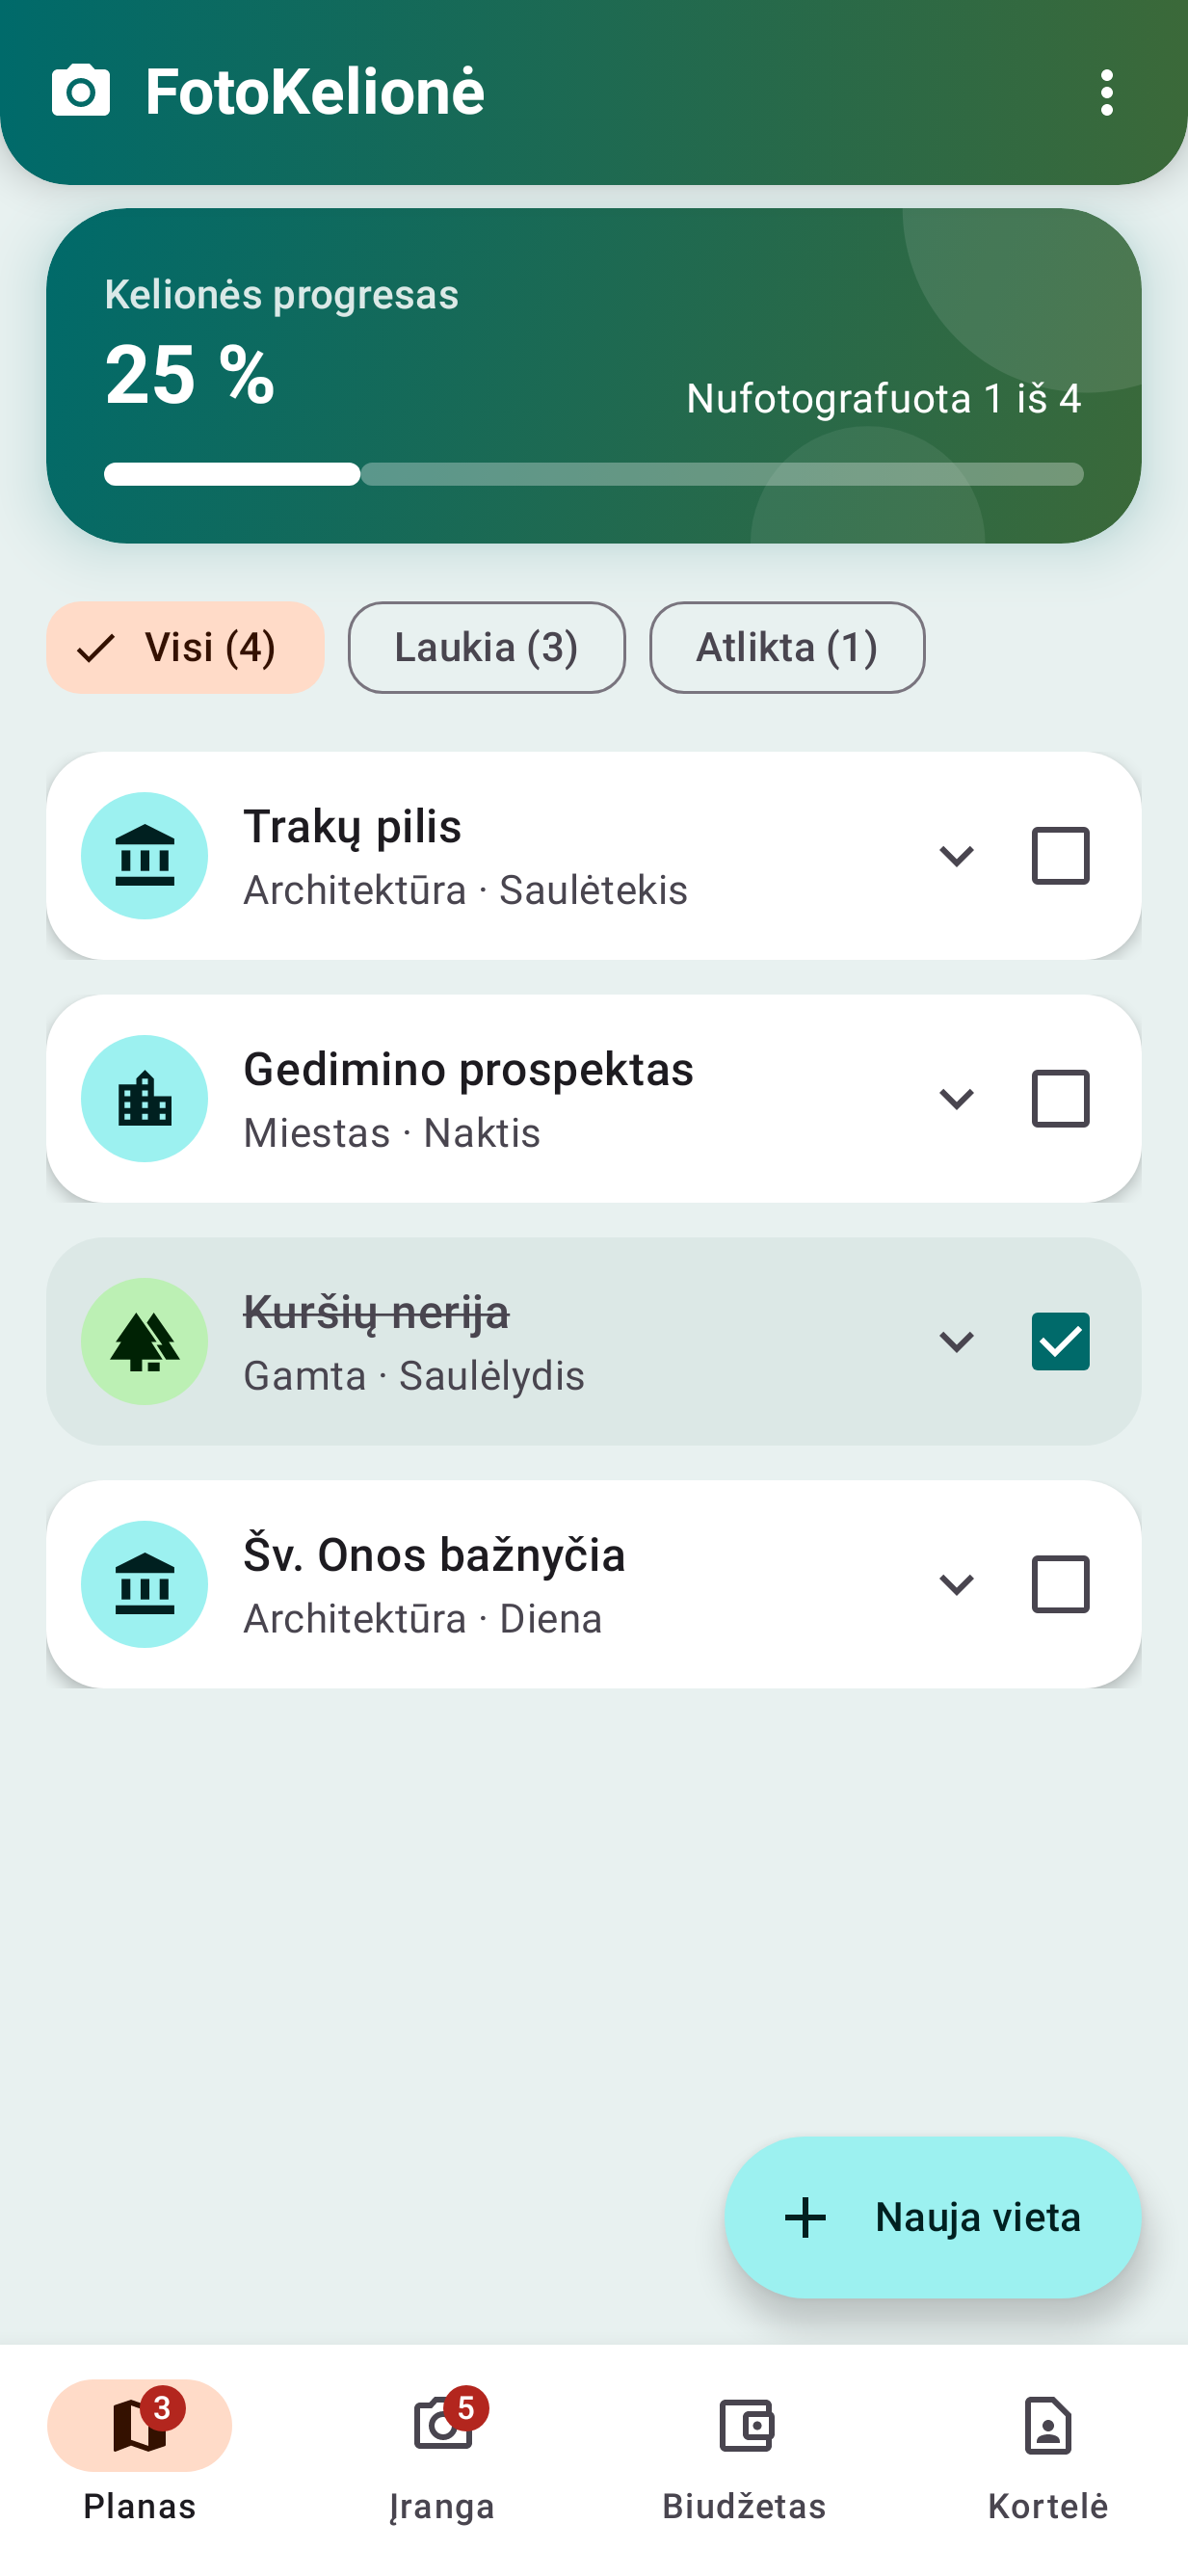 FotoKelionė
Kelionės progresas
25 %
Nufotografuota 1 iš 4
Visi (4)
Laukia (3)
Atlikta (1)
Trakų pilis
Architektūra · Saulėtekis
Gedimino prospektas
Miestas · Naktis
Kuršių nerija
Gamta · Saulėlydis
Šv. Onos bažnyčia
Architektūra · Diena
Nauja vieta
3
5
Planas
Įranga
Biudžetas
Kortelė